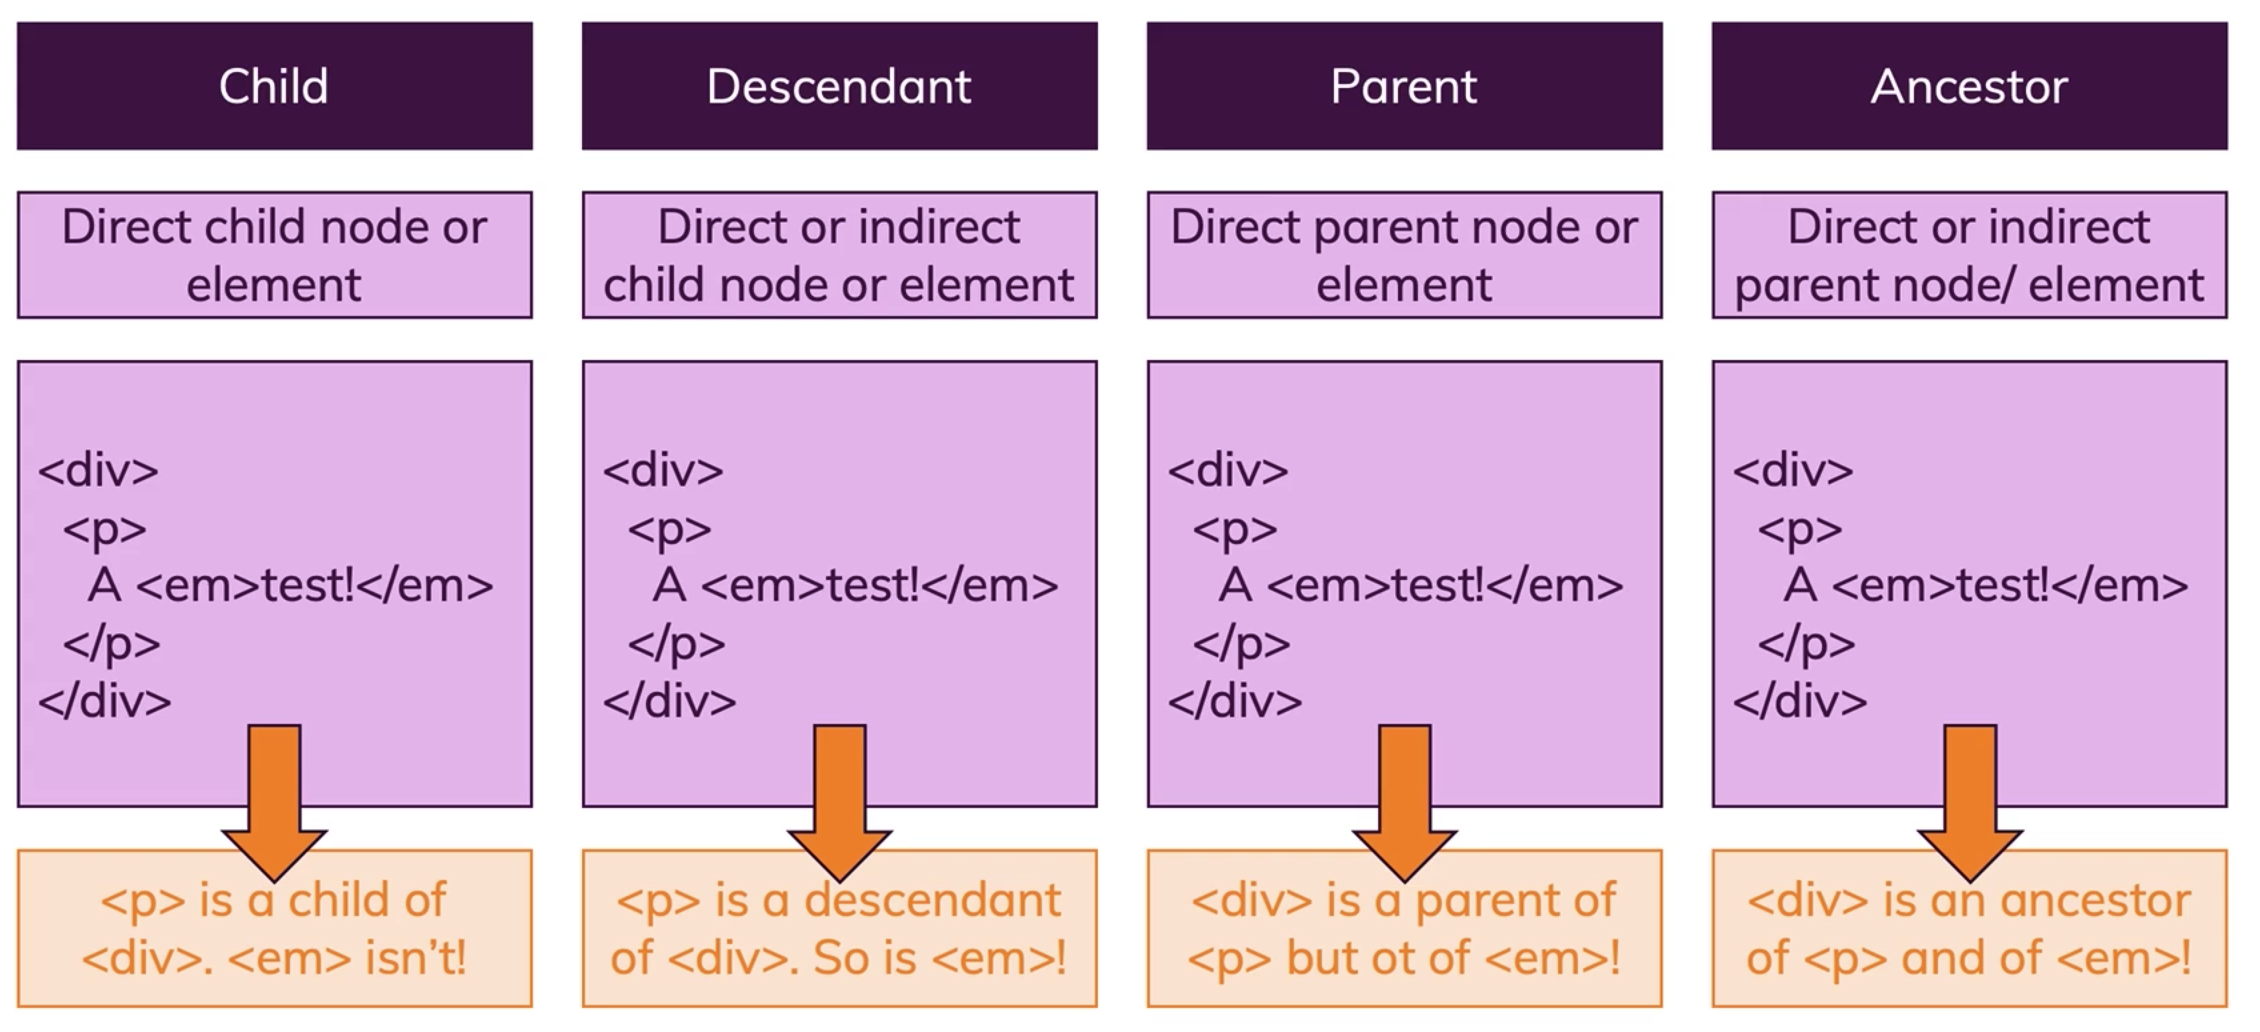 Child
Direct child node or
element
<div>
<p>
A <em>test!</em>
</p>
</div>
<p> is a child of
<div>. <em> isn’t!
Descendant
Direct or indirect
child node or element
<div>
<p>
A <em>test!</em>
</p>
</div>
<p> is a descendant
of <div>. So is <em>!
Parent
Direct parent node or
element
<div>
<p>
A <em>test!</em>
</p>
</div>
<div> is a parent of
<p> but ot of <em>!
Ancestor
Direct or indirect
parent node/ element
<div>
<p>
A <em>test!</em>
</p>
</div>
<div> is an ancestor
of <p> and of <em>!